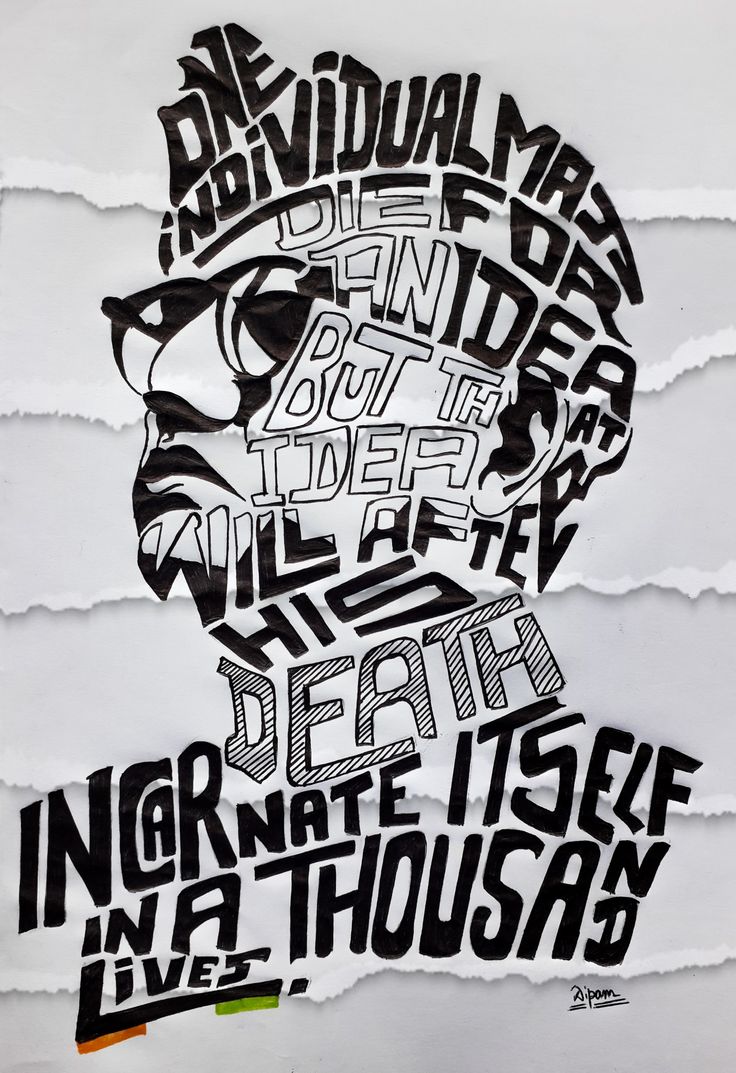 ONE
INDIVIDUAL MAY
DIE FOR
AN IDEA
BUT THAT
IDEA
WILL AFTER
HIS
DEATH
INCARNATE ITSELF
IN A THOUSAND
LIVES.
Dipam